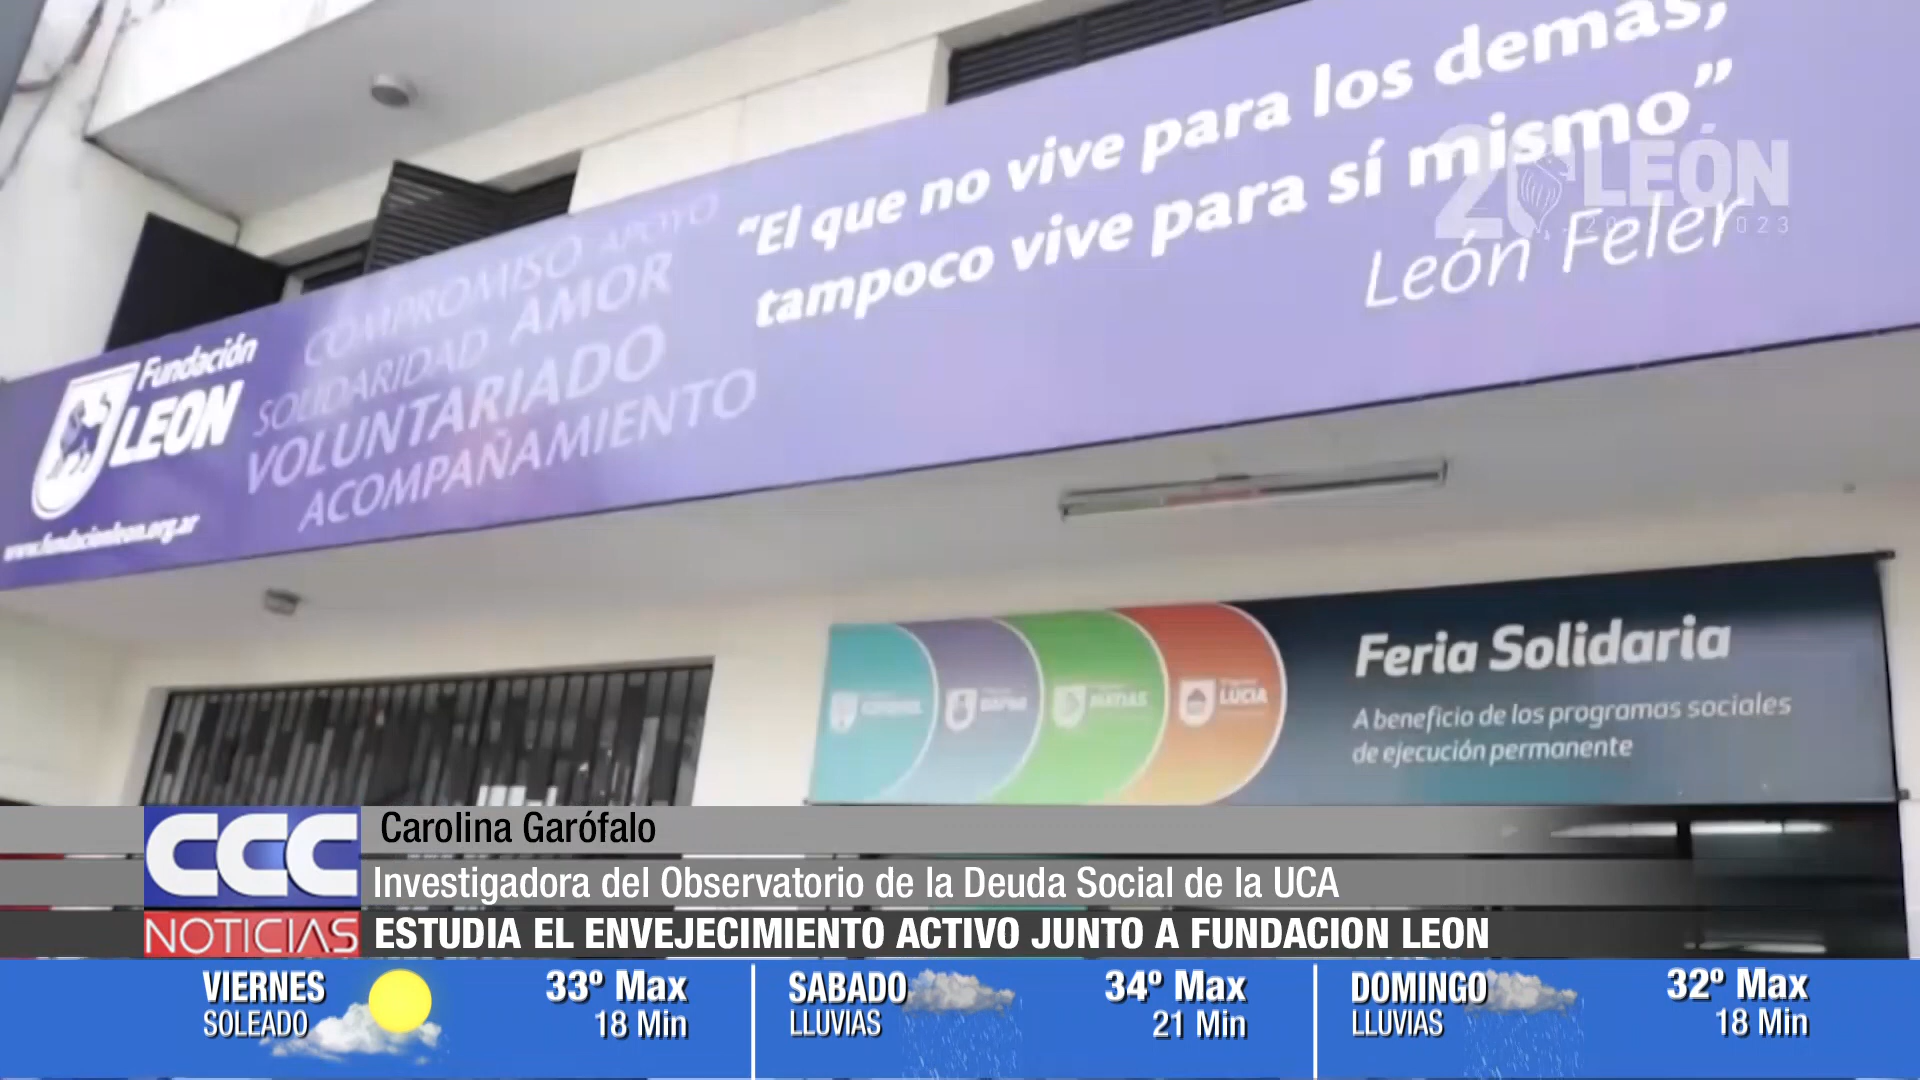 "El que no vive para los demás,
tampoco vive para sí mismo"
León Feler
20 LEÓN
2023
Fundación
LEON
www.fundacionleon.org.ar
COMPROMISO APOYO
SOLIDARIDAD AMOR
VOLUNTARIADO
ACOMPAÑAMIENTO
Feria Solidaria
A beneficio de los programas sociales
de ejecución permanente
MATIAS
LUCIA
CCC
NOTICIAS
Carolina Garófalo
Investigadora del Observatorio de la Deuda Social de la UCA
ESTUDIA EL ENVEJECIMIENTO ACTIVO JUNTO A FUNDACION LEON
VIERNES 33º Max
SOLEADO 18 Min
SABADO 34º Max
LLUVIAS 21 Min
DOMINGO 32º Max
LLUVIAS 18 Min